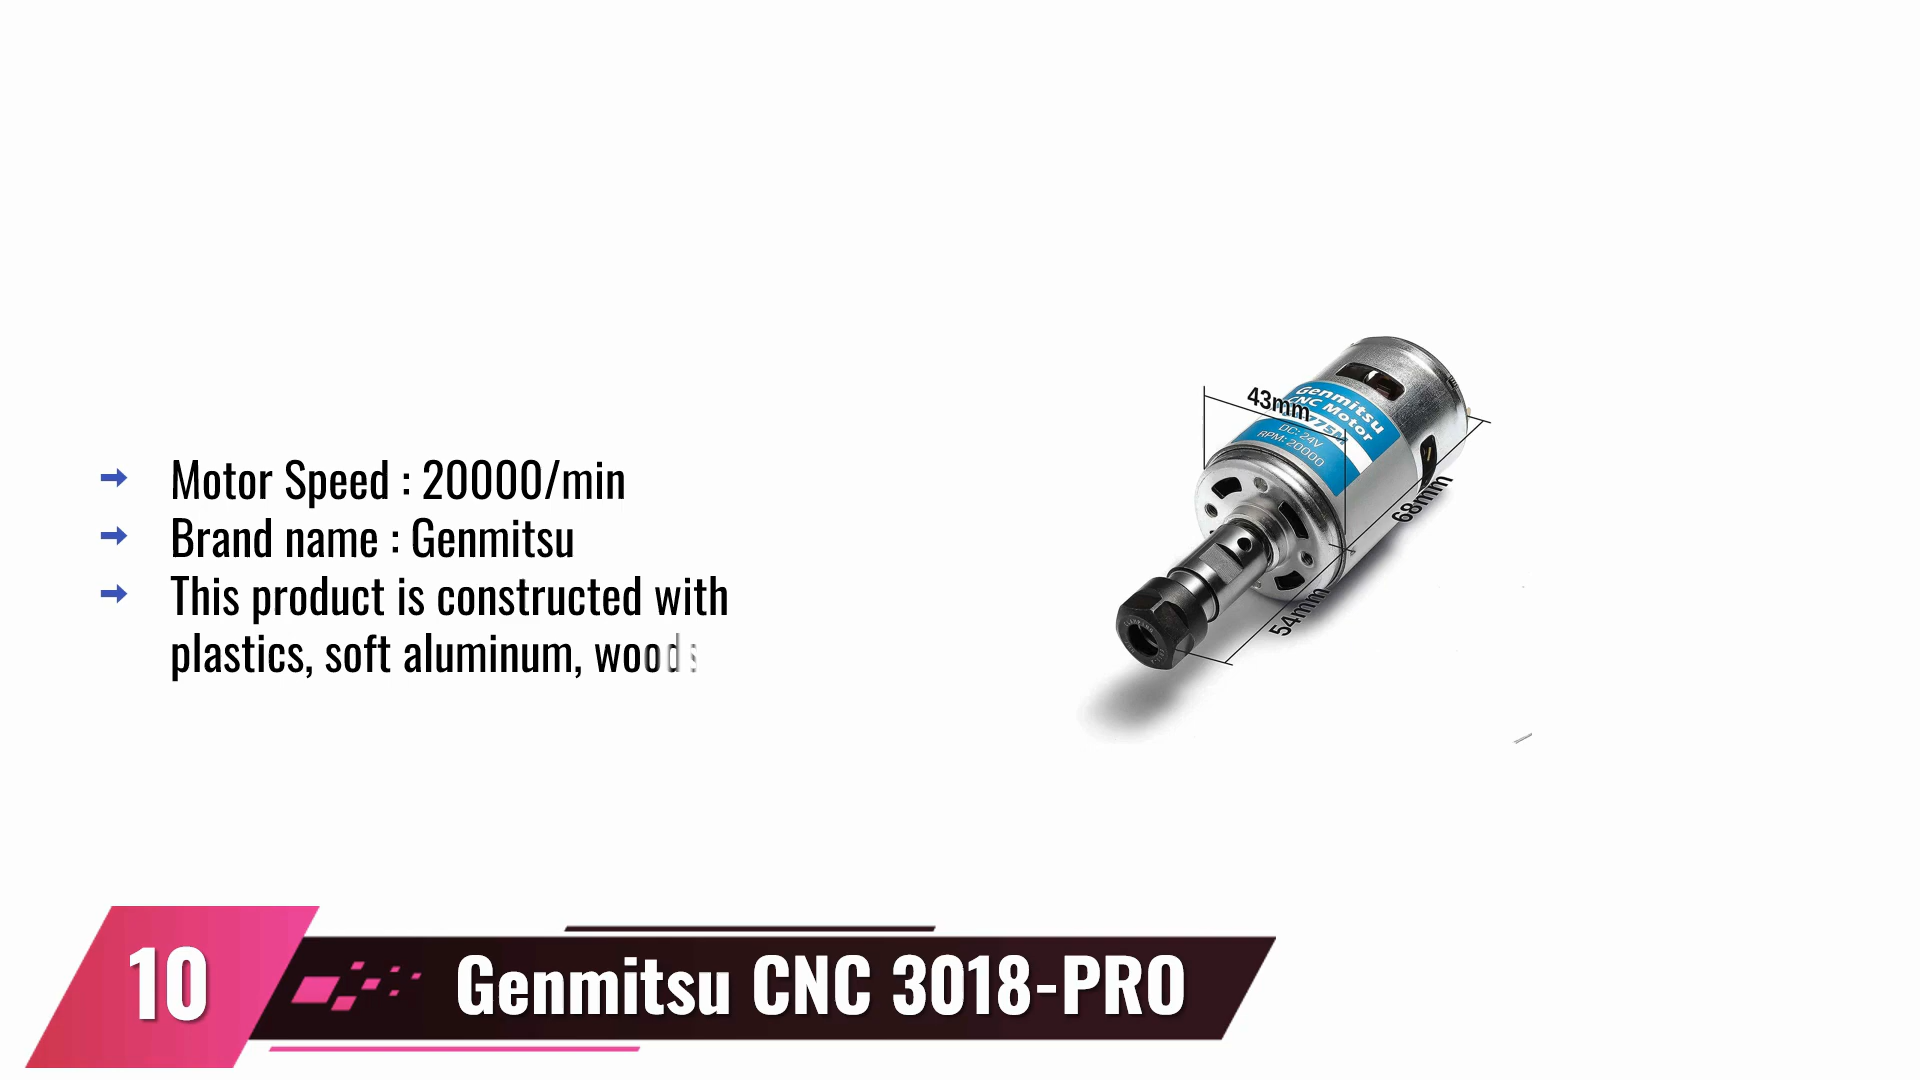 43mm
Genmitsu
CNC Motor
DC: 24V
RPM: 20000
68mm
54mm
Motor Speed : 20000/min
Brand name : Genmitsu
This product is constructed with
plastics, soft aluminum, woods
10
Genmitsu CNC 3018-PRO